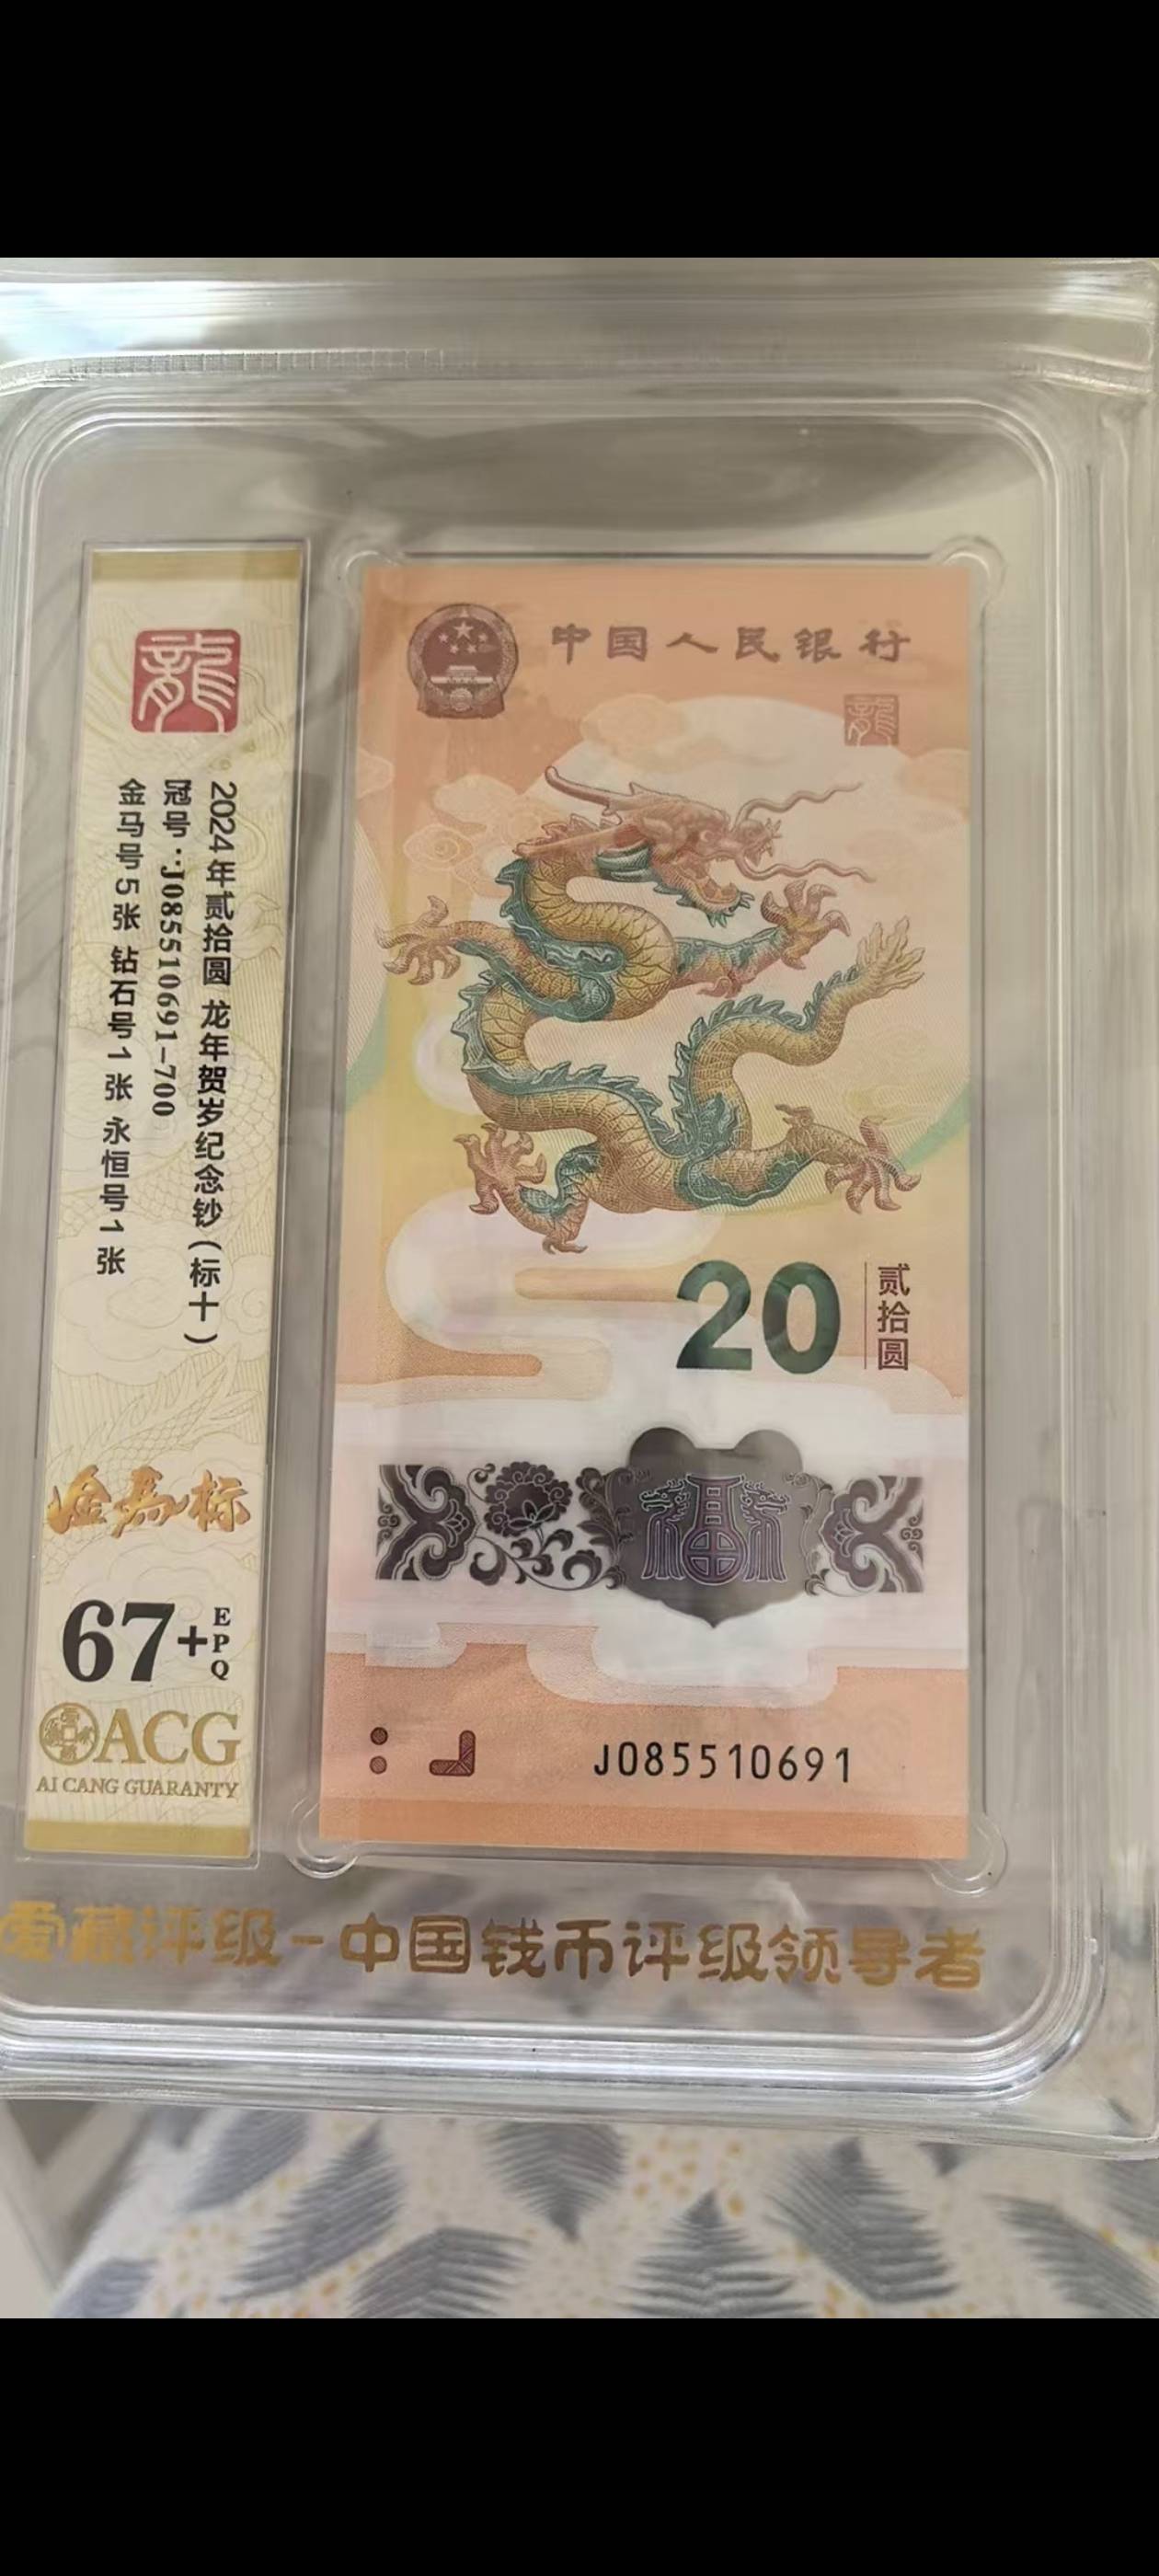 龍
2024年贰拾圆 龙年贺岁纪念钞(标十)
冠号:J085510691-700
金马号5张 钻石号1张 永恒号1张
金马标
67+
EPQ
ACG
AI CANG GUARANTY
中国人民银行
龍
20
贰拾圆
福
J085510691
爱藏评级-中国钱币评级领导者